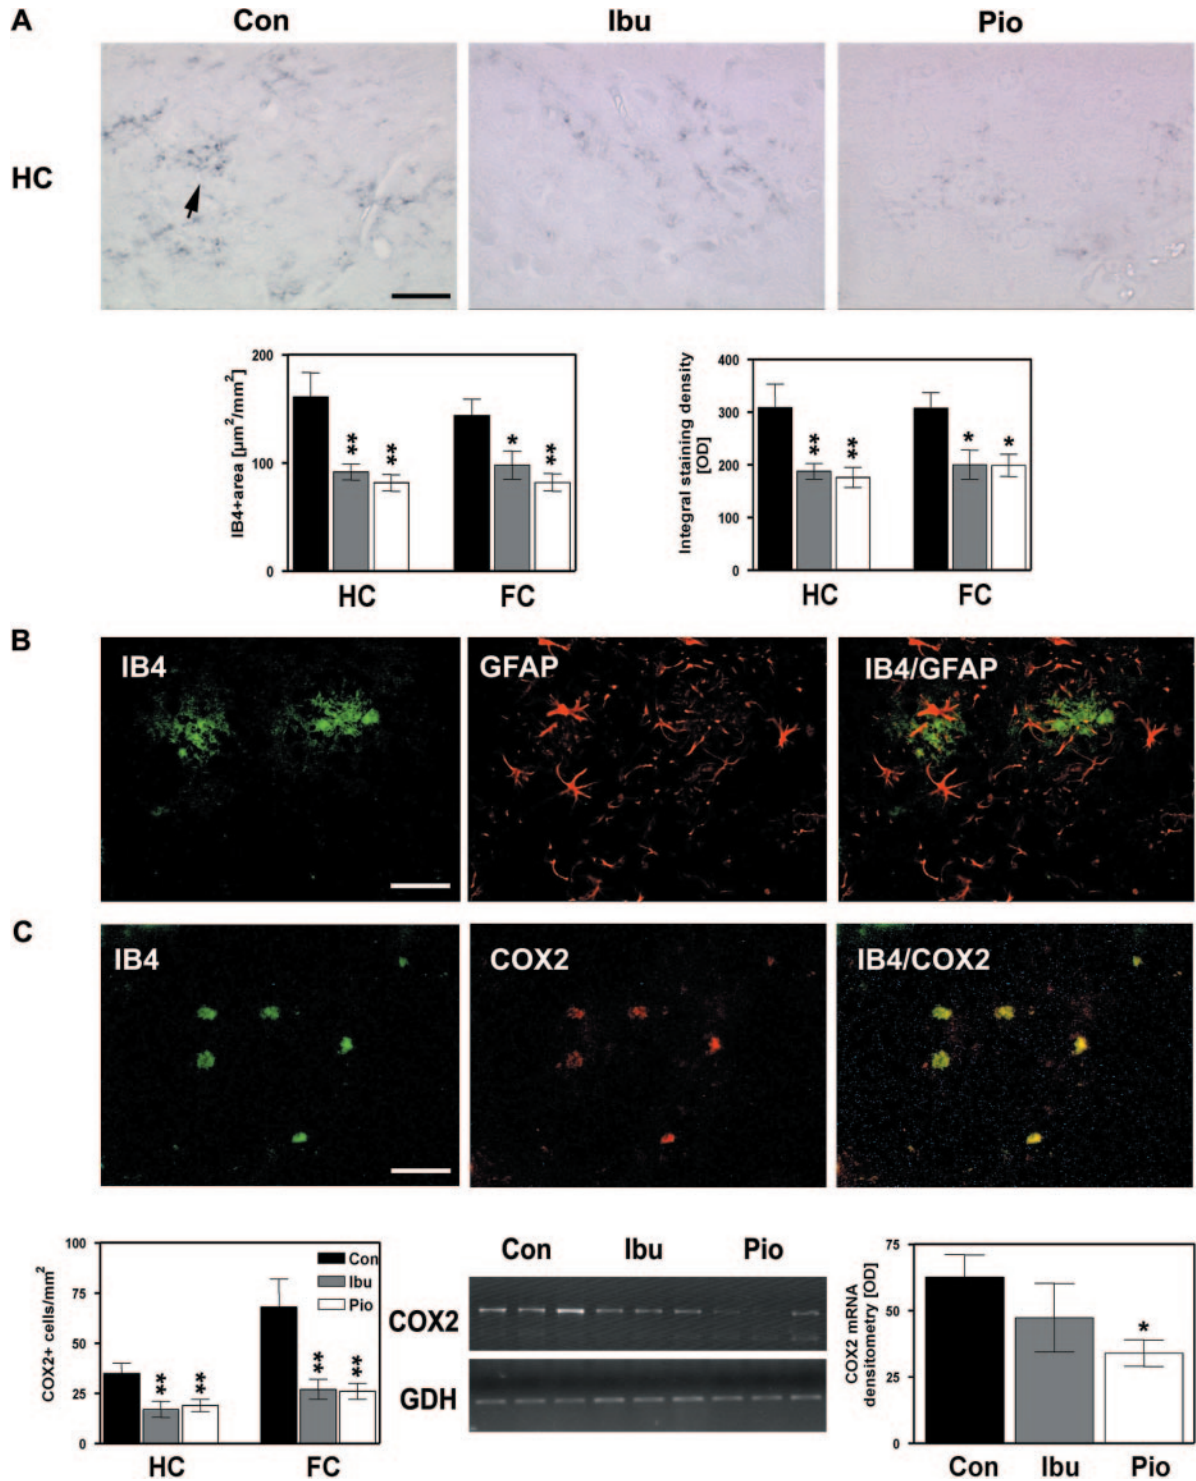 A
Con Ibu Pio
HC
IB4+area [µm²/mm²]
200
100
0
** ** * **
HC FC
Integral staining density
[OD]
400
300
200
100
0
** ** * *
HC FC
B
IB4 GFAP IB4/GFAP
C
IB4 COX2 IB4/COX2
COX2+ cells/mm²
100
75
50
25
0
Con
Ibu
Pio
** ** ** **
HC FC
Con Ibu Pio
COX2
GDH
COX2 mRNA
densitometry [OD]
75
50
25
0
*
Con Ibu Pio